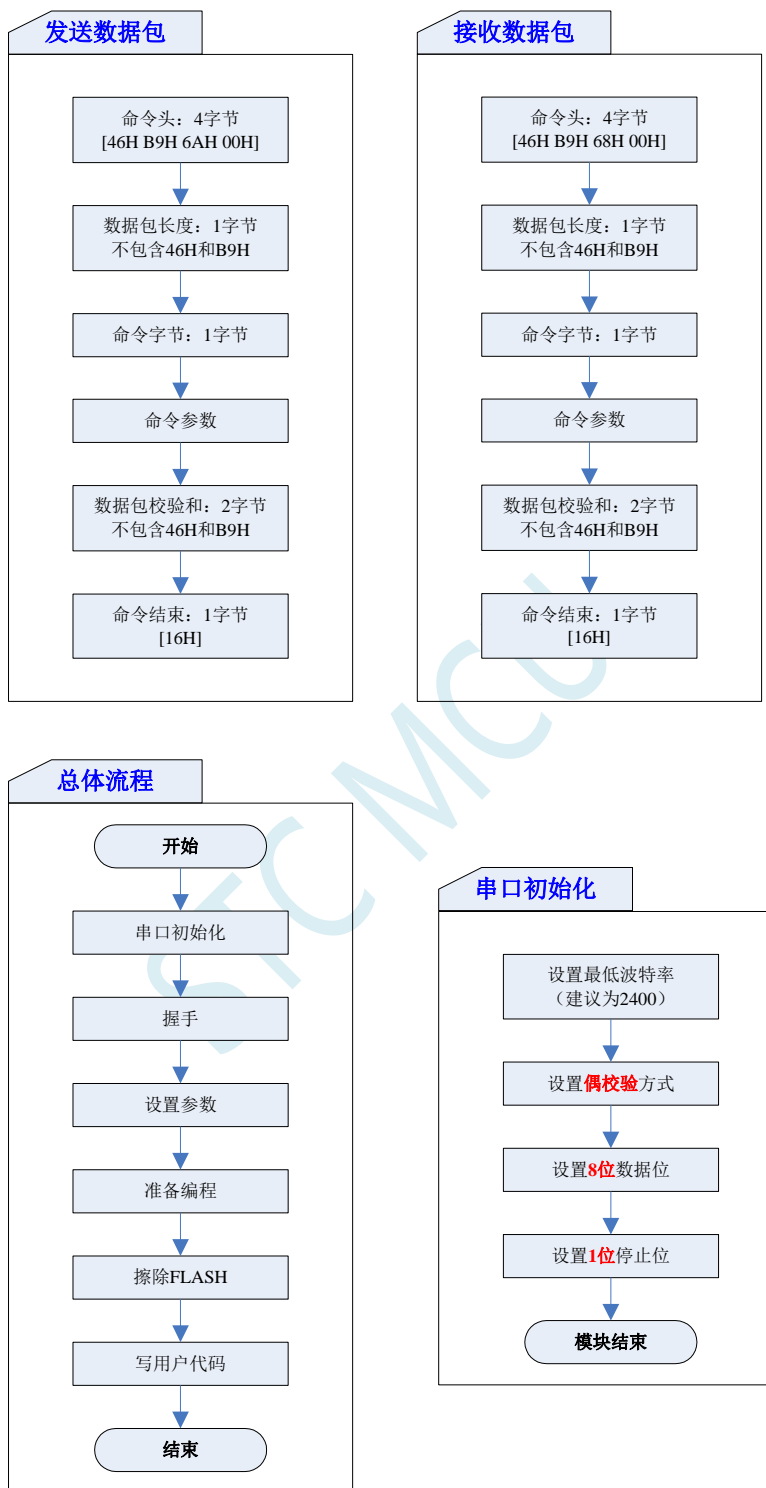 发送数据包
命令头：4字节
[46H B9H 6AH 00H]
数据包长度：1字节
不包含46H和B9H
命令字节：1字节
命令参数
数据包校验和：2字节
不包含46H和B9H
命令结束：1字节
[16H]
接收数据包
命令头：4字节
[46H B9H 68H 00H]
数据包长度：1字节
不包含46H和B9H
命令字节：1字节
命令参数
数据包校验和：2字节
不包含46H和B9H
命令结束：1字节
[16H]
总体流程
开始
串口初始化
握手
设置参数
准备编程
擦除FLASH
写用户代码
结束
串口初始化
设置最低波特率
（建议为2400）
设置偶校验方式
设置8位数据位
设置1位停止位
模块结束
STC MCU